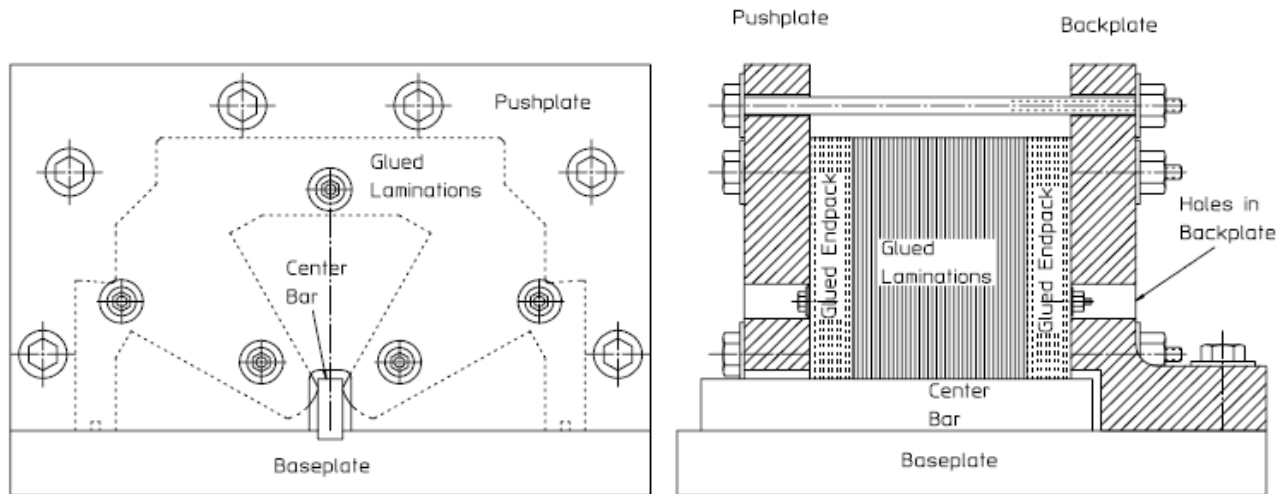 Pushplate
Glued
Laminations
Center
Bar
Baseplate
Pushplate
Backplate
Glued Endpack
Glued
Laminations
Glued Endpack
Holes in
Backplate
Center
Bar
Baseplate